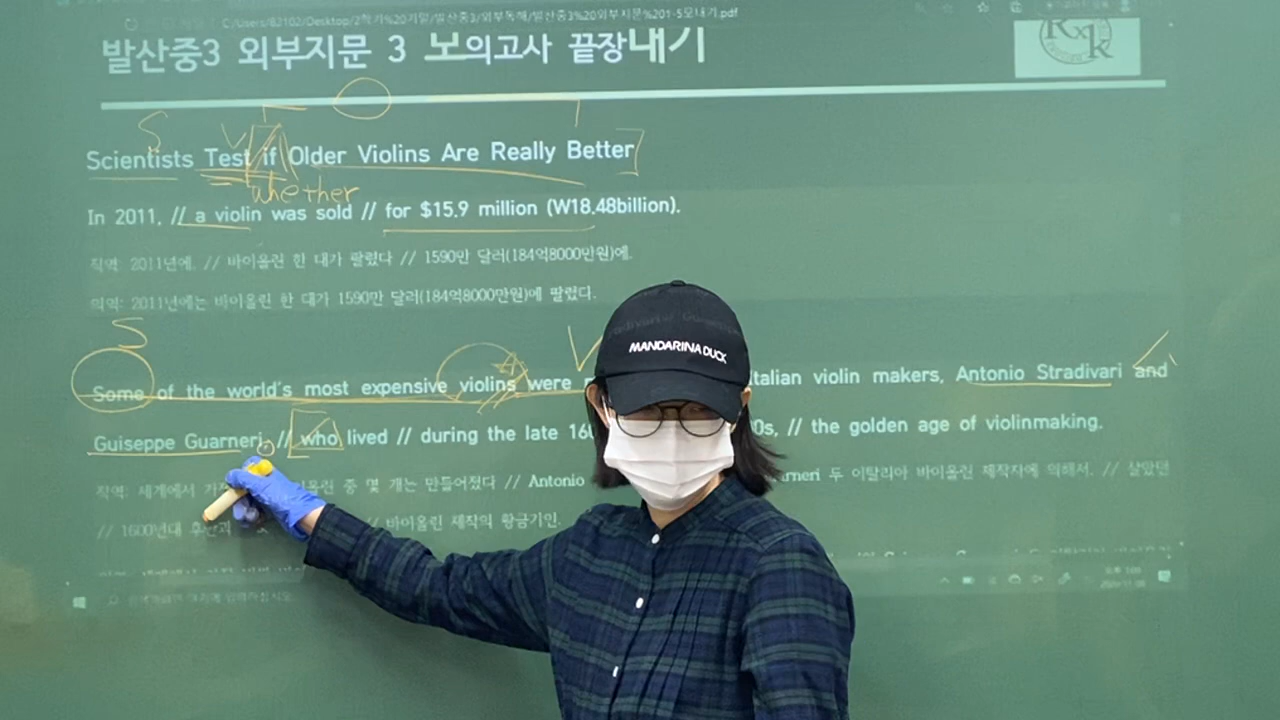 C:/Users/82102/Desktop/2학기%20기말/발산중3/외부독해/발산중3%20외부지문%201-5모내기.pdf
발산중3 외부지문 3 모의고사 끝장내기
RxK
S V
Scientists Test if Older Violins Are Really Better
whether
In 2011, // a violin was sold // for $15.9 million (W18.48billion).
직역: 2011년에, // 바이올린 한 대가 팔렸다 // 1590만 달러(184억8000만원)에.
의역: 2011년에는 바이올린 한 대가 1590만 달러(184억8000만원)에 팔렸다.
S V
MANDARINA DUCK
Some of the world's most expensive violins were Italian violin makers, Antonio Stradivari and
Guiseppe Guarneri, // who lived // during the late // the golden age of violinmaking.
직역: 세계에서 중 몇 개는 만들어졌다 // Antonio 두 이탈리아 바이올린 제작자에 의해서. // 살았던
// 1600년대 // 바이올린 제작의 황금기인.